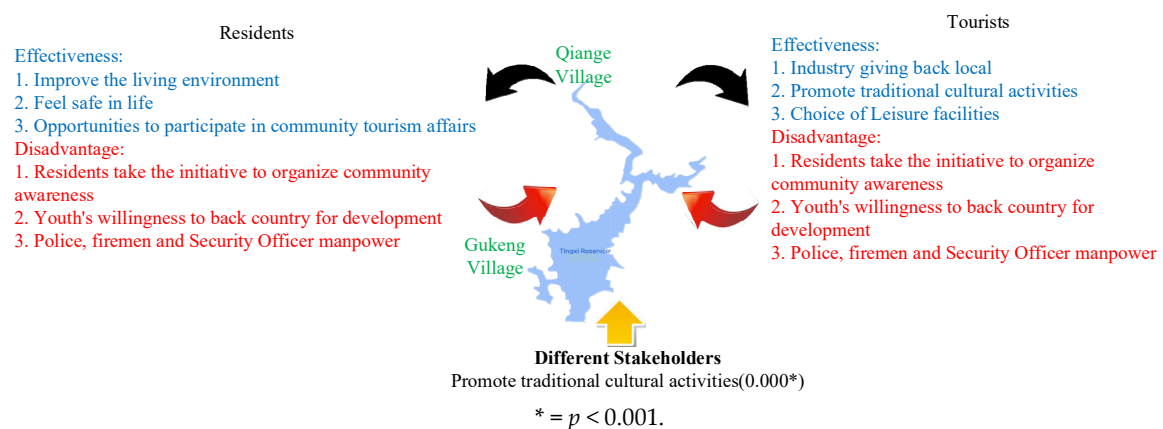 Residents
Effectiveness:
1. Improve the living environment
2. Feel safe in life
3. Opportunities to participate in community tourism affairs
Disadvantage:
1. Residents take the initiative to organize community
awareness
2. Youth's willingness to back country for development
3. Police, firemen and Security Officer manpower
Qiange
Village
Gukeng
Village
Tingxi Reservoir
Tourists
Effectiveness:
1. Industry giving back local
2. Promote traditional cultural activities
3. Choice of Leisure facilities
Disadvantage:
1. Residents take the initiative to organize
community awareness
2. Youth's willingness to back country for
development
3. Police, firemen and Security Officer manpower
Different Stakeholders
Promote traditional cultural activities(0.000*)
* = p < 0.001.